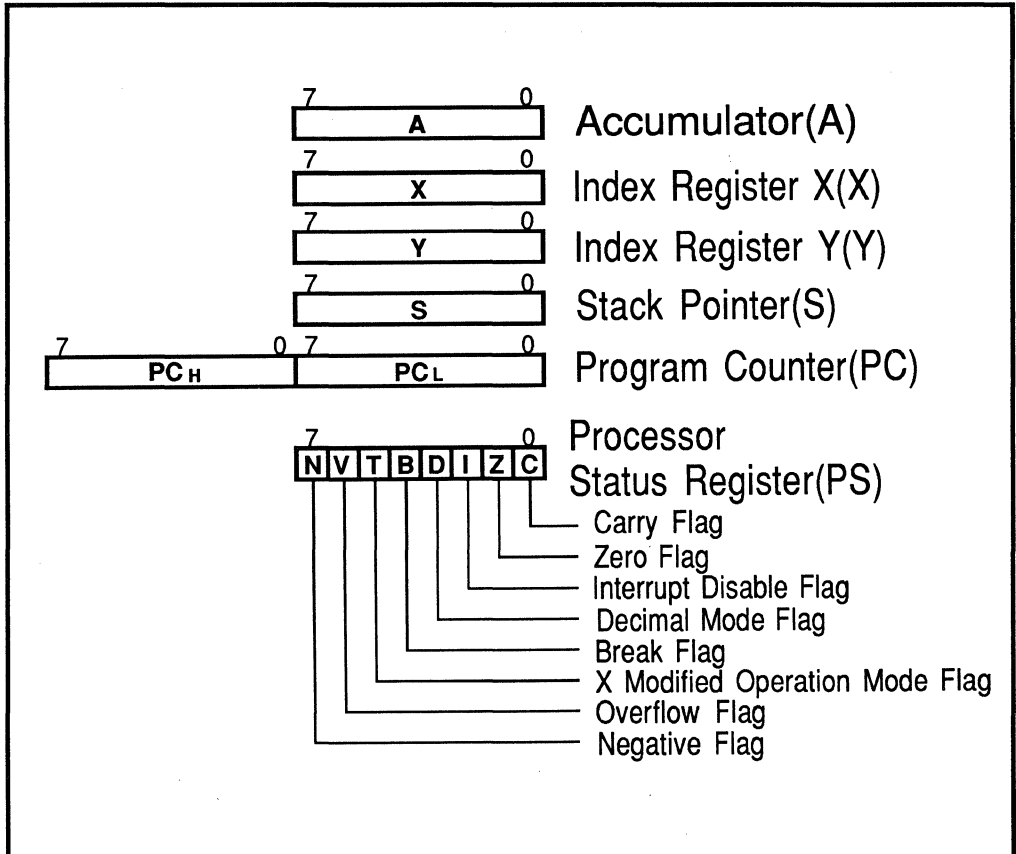 7 0
A Accumulator(A)
7 0
X Index Register X(X)
7 0
Y Index Register Y(Y)
7 0
S Stack Pointer(S)
7 0 7 0
PCH PCL Program Counter(PC)
7 0 Processor
N V T B D I Z C Status Register(PS)
Carry Flag
Zero Flag
Interrupt Disable Flag
Decimal Mode Flag
Break Flag
X Modified Operation Mode Flag
Overflow Flag
Negative Flag